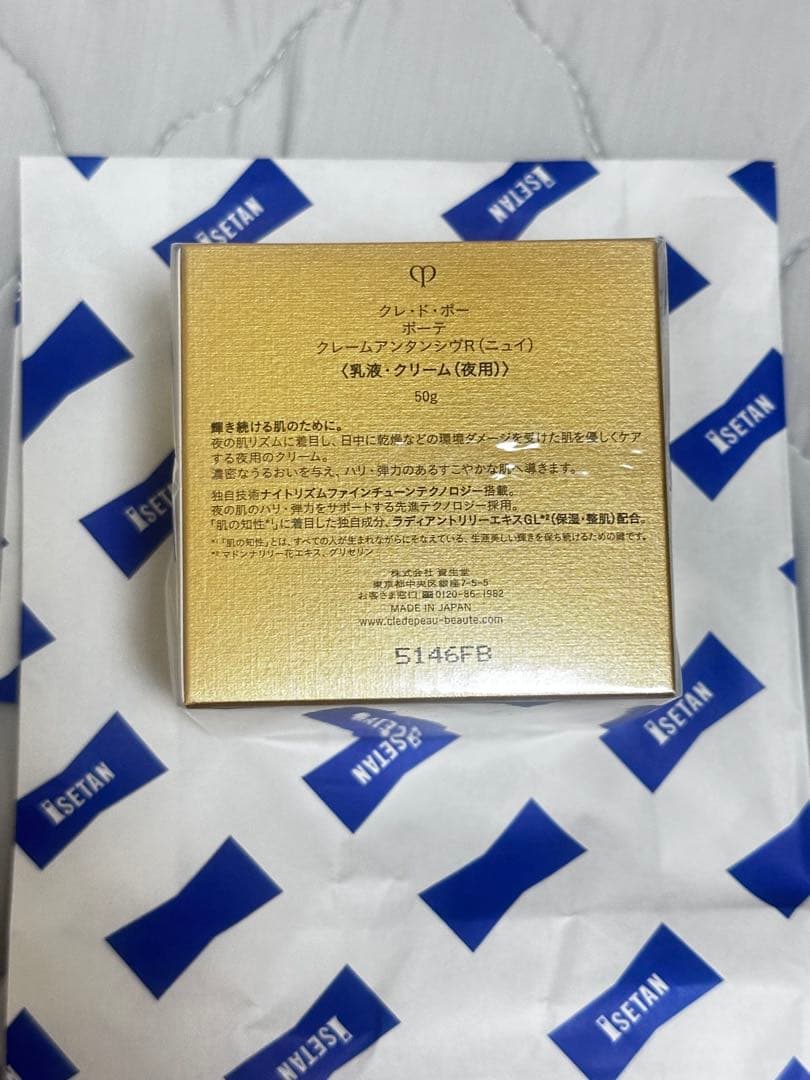 ISETAN
ISETAN
クレ・ド・ポー
ボーテ
クレームアンタンシヴR(ニュイ)
〈乳液・クリーム(夜用)〉
50g
輝き続ける肌のために。
夜の肌リズムに着目し、日中に乾燥などの環境ダメージを受けた肌を優しくケア
する夜用のクリーム。
濃密なうるおいを与え、ハリ・弾力のあるすこやかな肌へ導きます。
独自技術ナイトリズムファインチューンテクノロジー搭載。
夜の肌のハリ・弾力をサポートする先進テクノロジー採用。
「肌の知性*¹」に着目した独自成分、ラディアントリリーエキスGL*²(保湿・整肌)配合。
*¹「肌の知性」とは、すべての人が生まれながらにそなえている、生涯美しい輝きを保ち続けるための鍵です。
*² マドンナリリー花エキス、グリセリン
株式会社 資生堂
東京都中央区銀座7-5-5
お客さま窓口 0120-86-1982
MADE IN JAPAN
www.cledepeau-beaute.com
5146FB
ISETAN
ISET
ISETAN
ISETAN
ISETAN
ISETAN
ISETAN